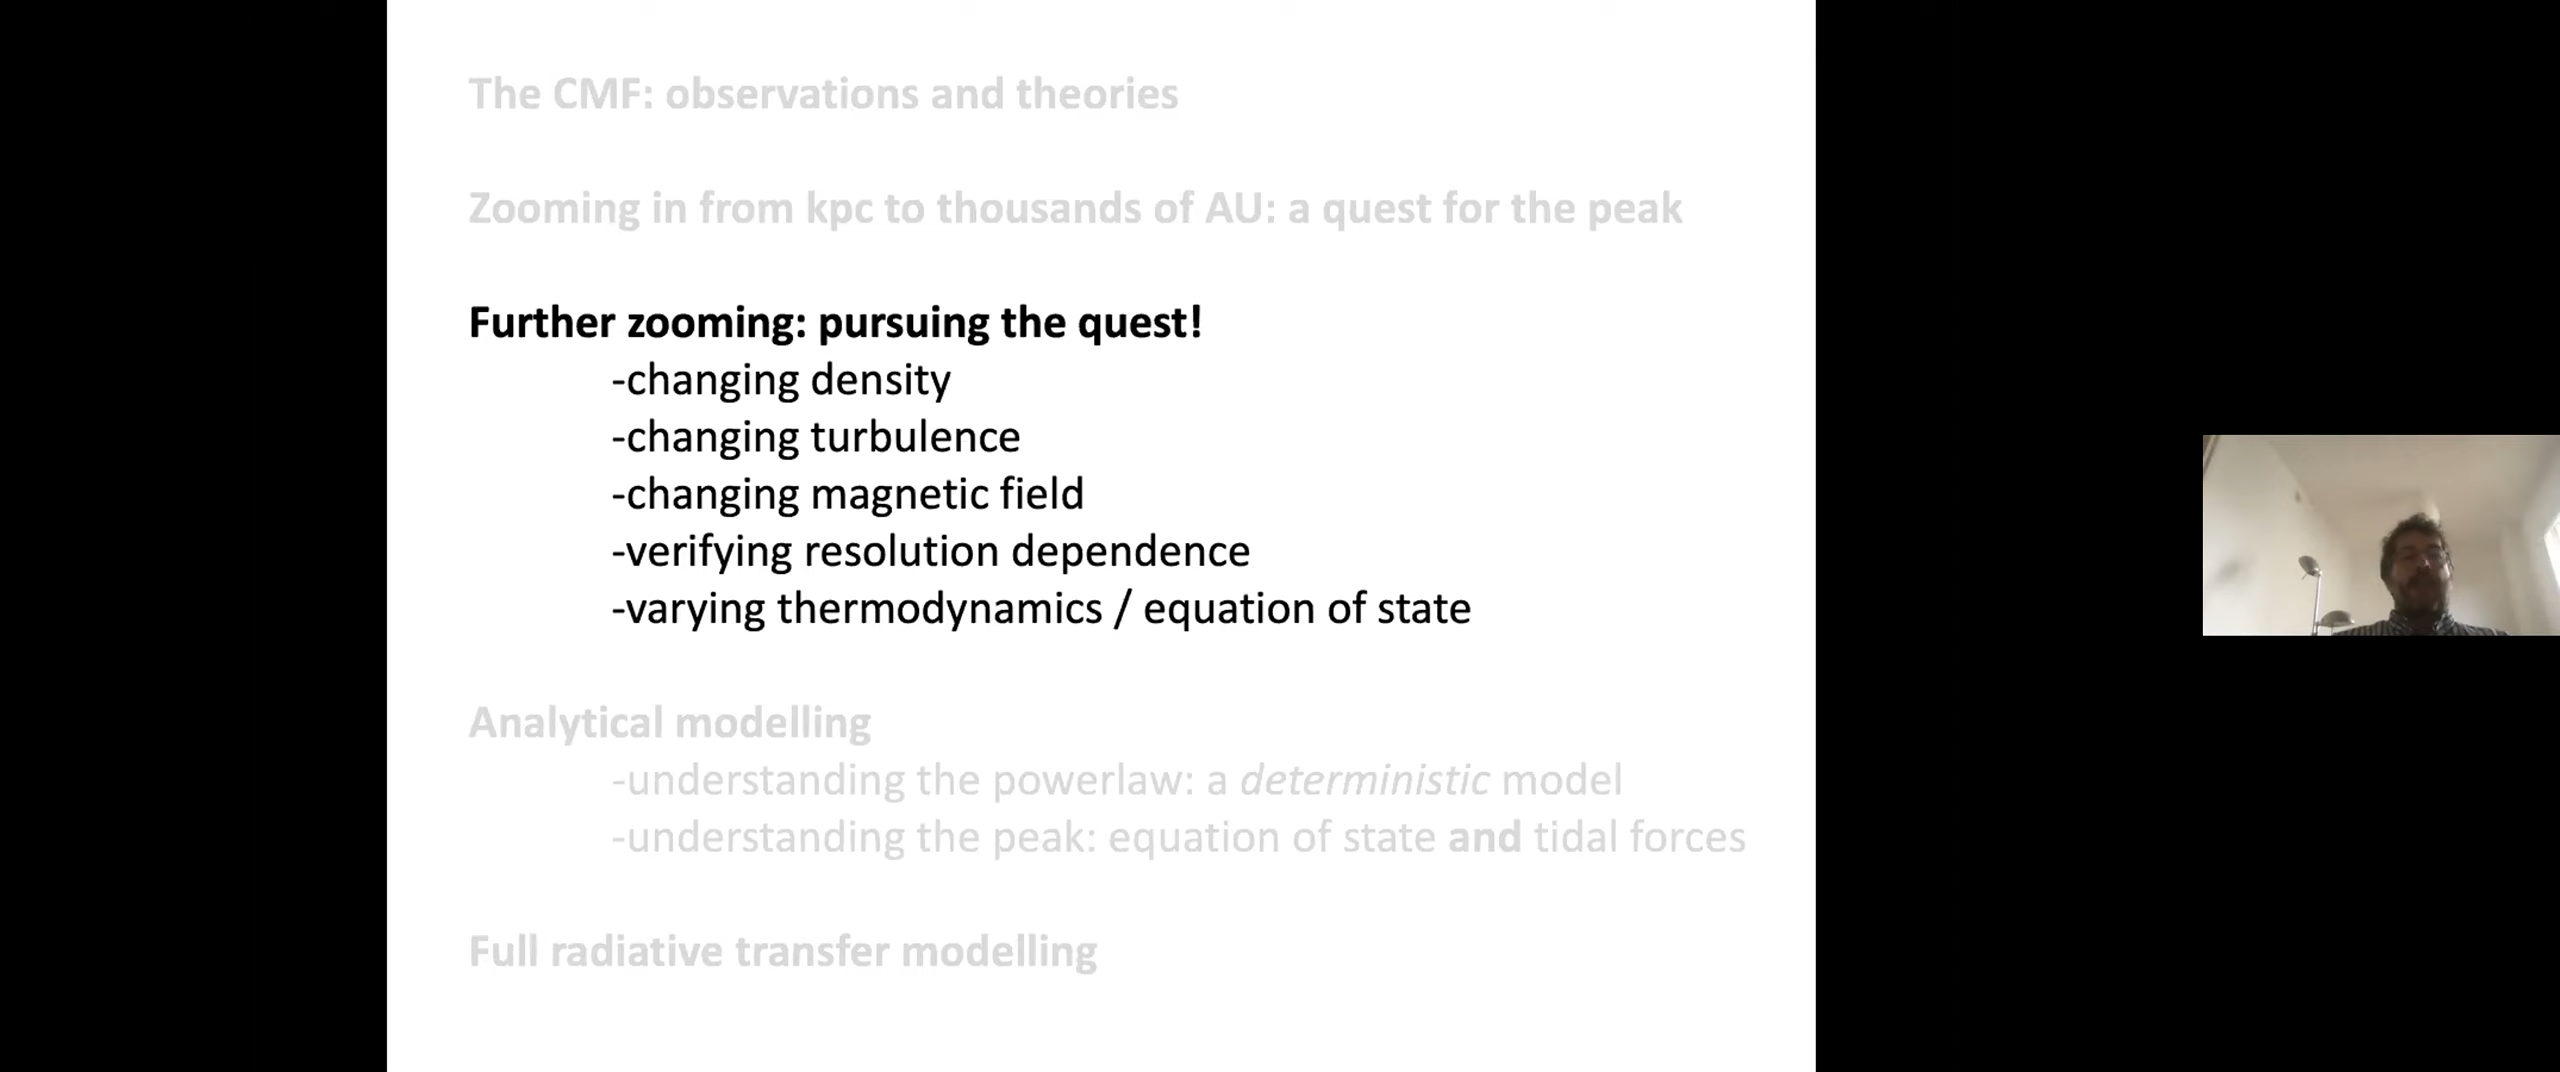 The CMF: observations and theories
Zooming in from kpc to thousands of AU: a quest for the peak
Further zooming: pursuing the quest!
-changing density
-changing turbulence
-changing magnetic field
-verifying resolution dependence
-varying thermodynamics / equation of state
Analytical modelling
-understanding the powerlaw: a deterministic model
-understanding the peak: equation of state and tidal forces
Full radiative transfer modelling